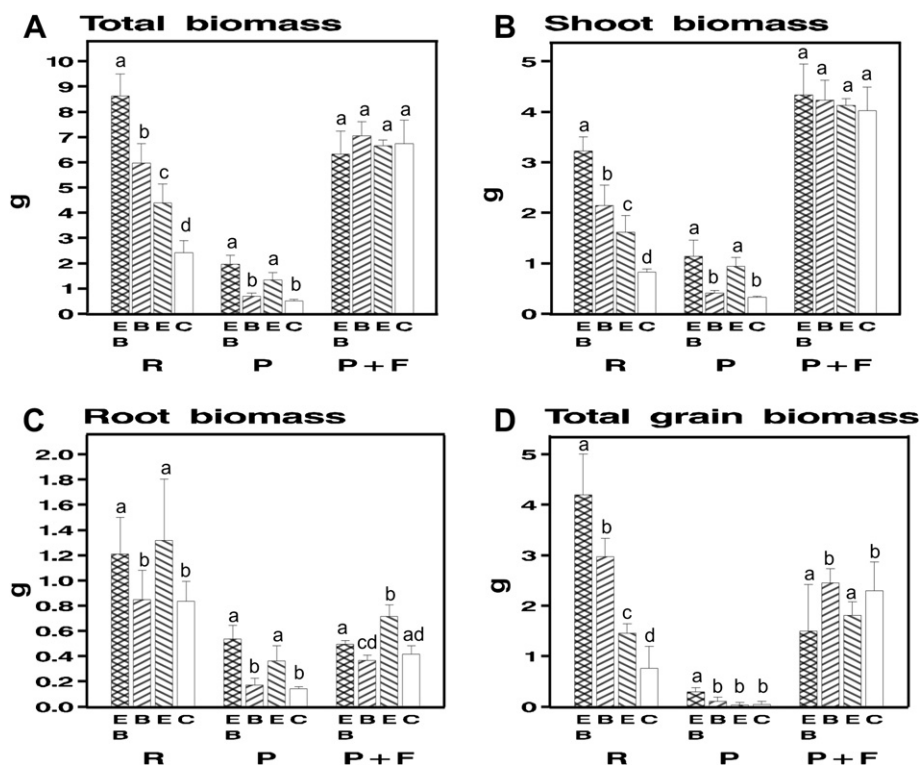 A Total biomass
10
9
8
7
6
5
4
3
2
1
0
g
a
b
c
d
a
b
a
b
a
a
a
a
E B E C
B
E B E C
B
E B E C
B
R P P + F
B Shoot biomass
5
4
3
2
1
0
g
a
b
c
d
a
b
a
b
a
a
a
a
E B E C
B
E B E C
B
E B E C
B
R P P + F
C Root biomass
2.0
1.8
1.6
1.4
1.2
1.0
0.8
0.6
0.4
0.2
0.0
g
a
b
a
b
a
b
a
b
a
cd
b
ad
E B E C
B
E B E C
B
E B E C
B
R P P + F
D Total grain biomass
5
4
3
2
1
0
g
a
b
c
d
a
b
b
b
a
b
a
b
E B E C
B
E B E C
B
E B E C
B
R P P + F